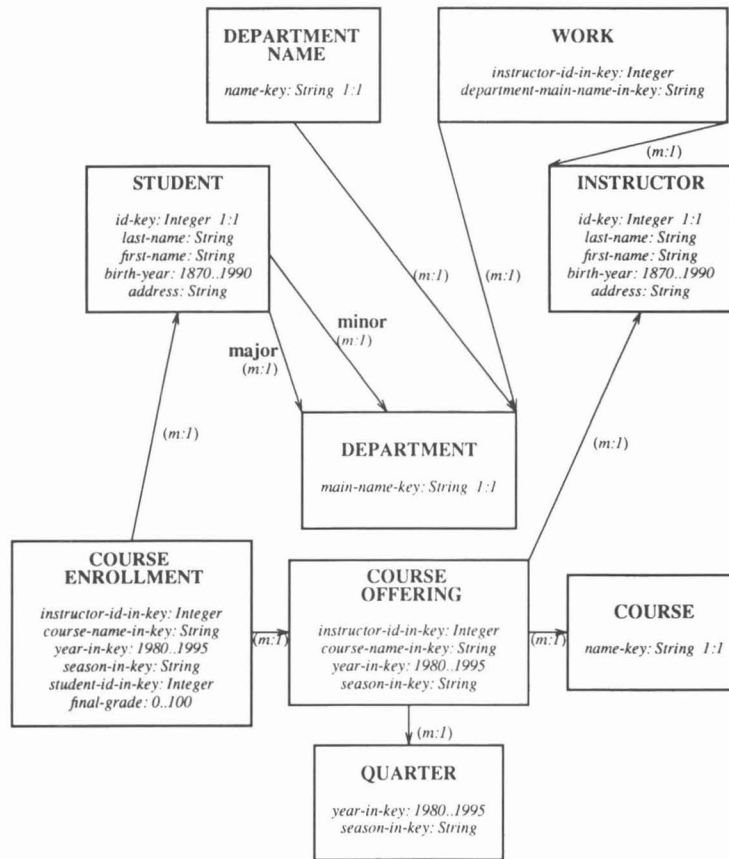 DEPARTMENT
NAME
name-key: String 1:1
WORK
instructor-id-in-key: Integer
department-main-name-in-key: String
(m:1)
STUDENT
id-key: Integer 1:1
last-name: String
first-name: String
birth-year: 1870..1990
address: String
INSTRUCTOR
id-key: Integer 1:1
last-name: String
first-name: String
birth-year: 1870..1990
address: String
(m:1)
(m:1)
minor
(m:1)
major
(m:1)
(m:1)
(m:1)
DEPARTMENT
main-name-key: String 1:1
COURSE
ENROLLMENT
instructor-id-in-key: Integer
course-name-in-key: String
year-in-key: 1980..1995
season-in-key: String
student-id-in-key: Integer
final-grade: 0..100
(m:1)
COURSE
OFFERING
instructor-id-in-key: Integer
course-name-in-key: String
year-in-key: 1980..1995
season-in-key: String
(m:1)
COURSE
name-key: String 1:1
(m:1)
QUARTER
year-in-key: 1980..1995
season-in-key: String